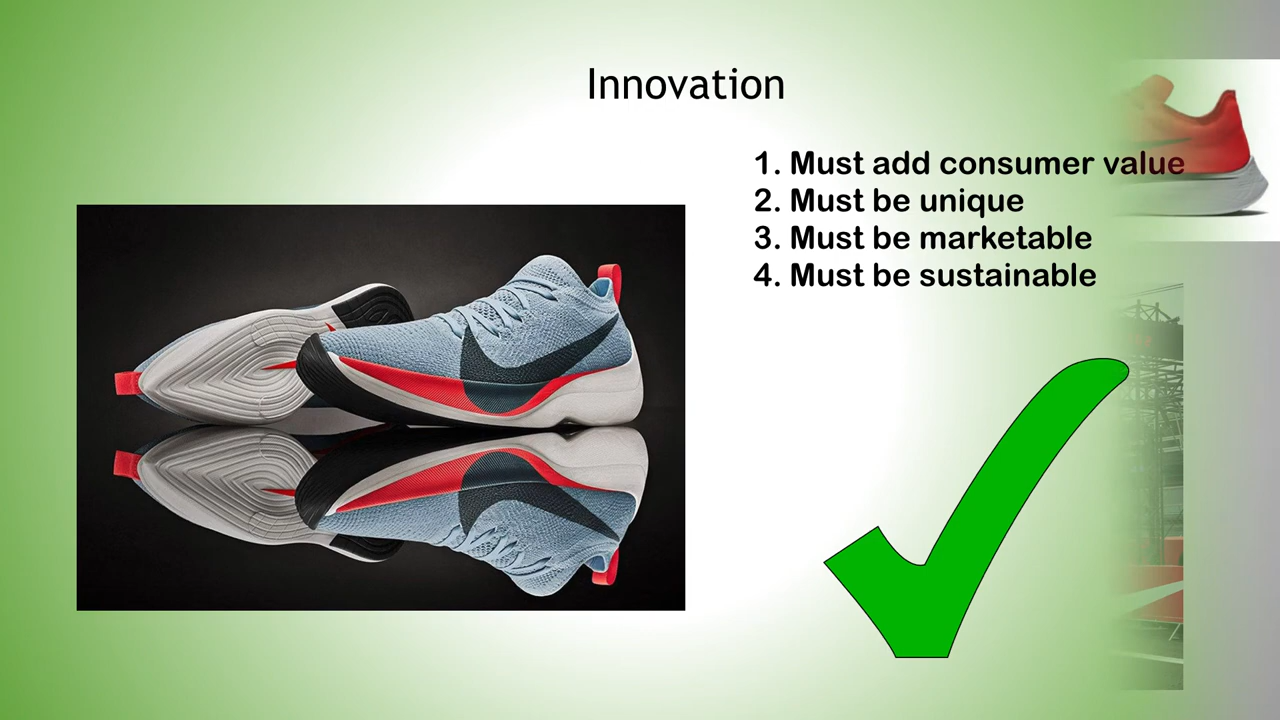 Innovation
1. Must add consumer value
2. Must be unique
3. Must be marketable
4. Must be sustainable